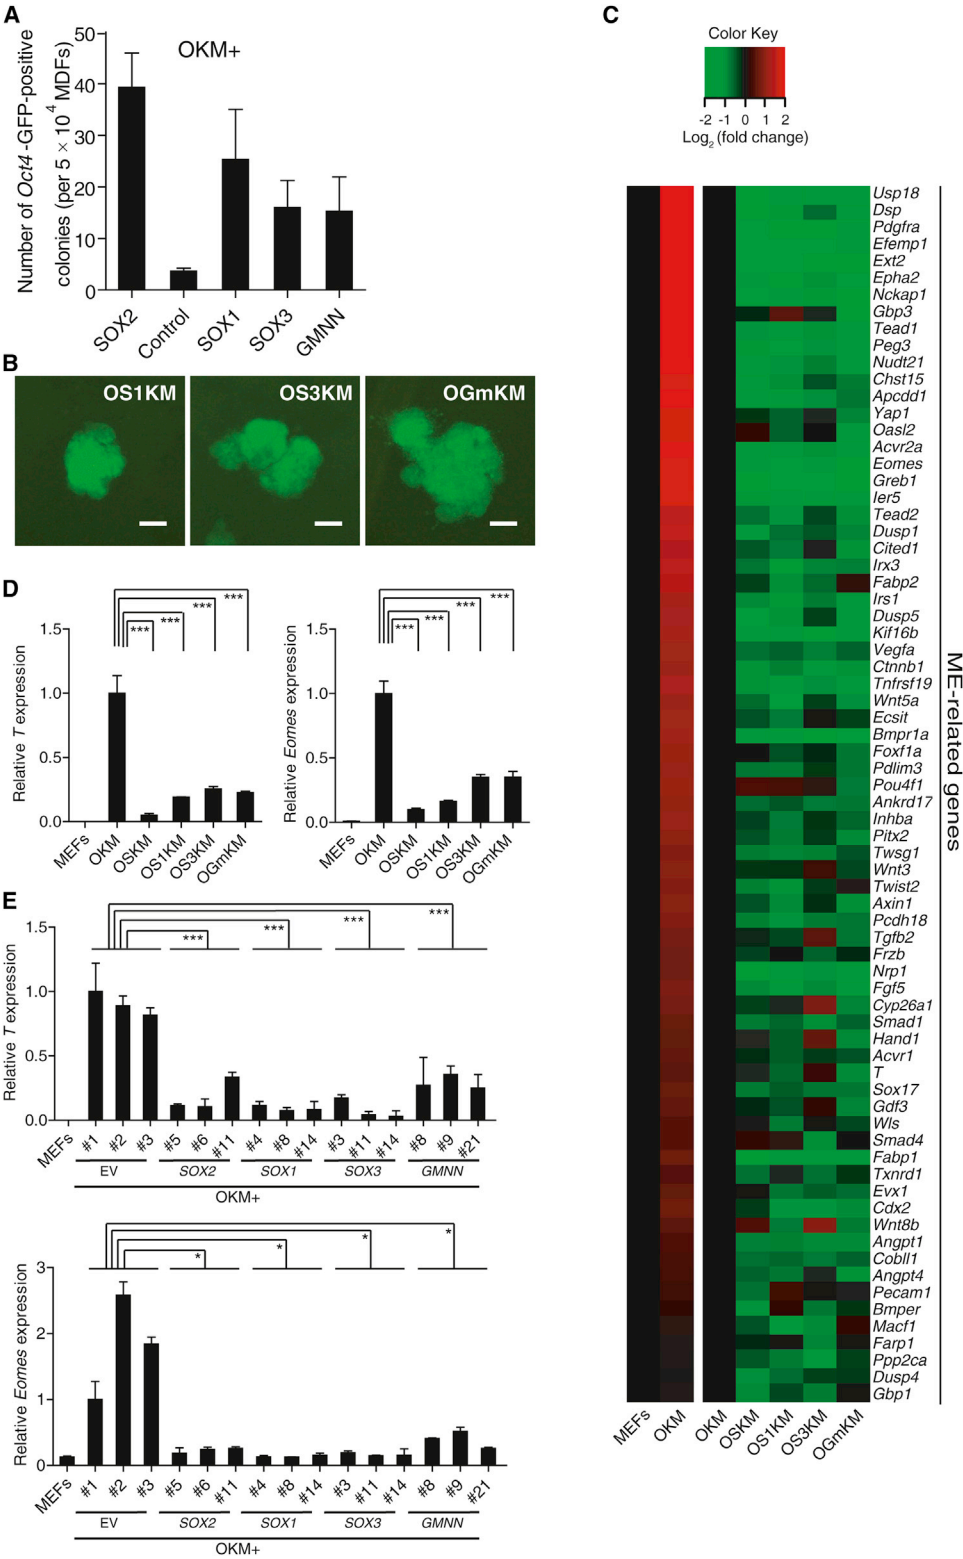 A
Number of Oct4 -GFP-positive
colonies (per 5 × 10 4 MDFs)
50
40
30
20
10
0
OKM+
SOX2
Control
SOX1
SOX3
GMNN
B
OS1KM
OS3KM
OGmKM
C
Color Key
-2 -1 0 1 2
Log2 (fold change)
Usp18
Dsp
Pdgfra
Efemp1
Ext2
Epha2
Nckap1
Gbp3
Tead1
Peg3
Nudt21
Chst15
Apcdd1
Yap1
Oasl2
Acvr2a
Eomes
Greb1
Ier5
Tead2
Dusp1
Cited1
Irx3
Fabp2
Irs1
Dusp5
Kif16b
Vegfa
Ctnnb1
Tnfrsf19
Wnt5a
Ecsit
Bmpr1a
Foxf1a
Pdlim3
Pou4f1
Ankrd17
Inhba
Pitx2
Twsg1
Wnt3
Twist2
Axin1
Pcdh18
Tgfb2
Frzb
Nrp1
Fgf5
Cyp26a1
Smad1
Hand1
Acvr1
T
Sox17
Gdf3
Wls
Smad4
Fabp1
Txnrd1
Evx1
Cdx2
Wnt8b
Angpt1
Cobll1
Angpt4
Pecam1
Bmper
Macf1
Farp1
Ppp2ca
Dusp4
Gbp1
ME-related genes
MEFs
OKM
OKM
OSKM
OS1KM
OS3KM
OGmKM
D
Relative T expression
1.5
1.0
0.5
0.0
***
***
***
***
MEFs
OKM
OSKM
OS1KM
OS3KM
OGmKM
Relative Eomes expression
1.5
1.0
0.5
0.0
***
***
***
***
MEFs
OKM
OSKM
OS1KM
OS3KM
OGmKM
E
Relative T expression
1.5
1.0
0.5
0.0
***
***
***
***
MEFs #1 #2 #3 #5 #6 #11 #4 #8 #14 #3 #11 #14 #8 #9 #21
EV SOX2 SOX1 SOX3 GMNN
OKM+
Relative Eomes expression
3
2
1
0
*
*
*
*
MEFs #1 #2 #3 #5 #6 #11 #4 #8 #14 #3 #11 #14 #8 #9 #21
EV SOX2 SOX1 SOX3 GMNN
OKM+